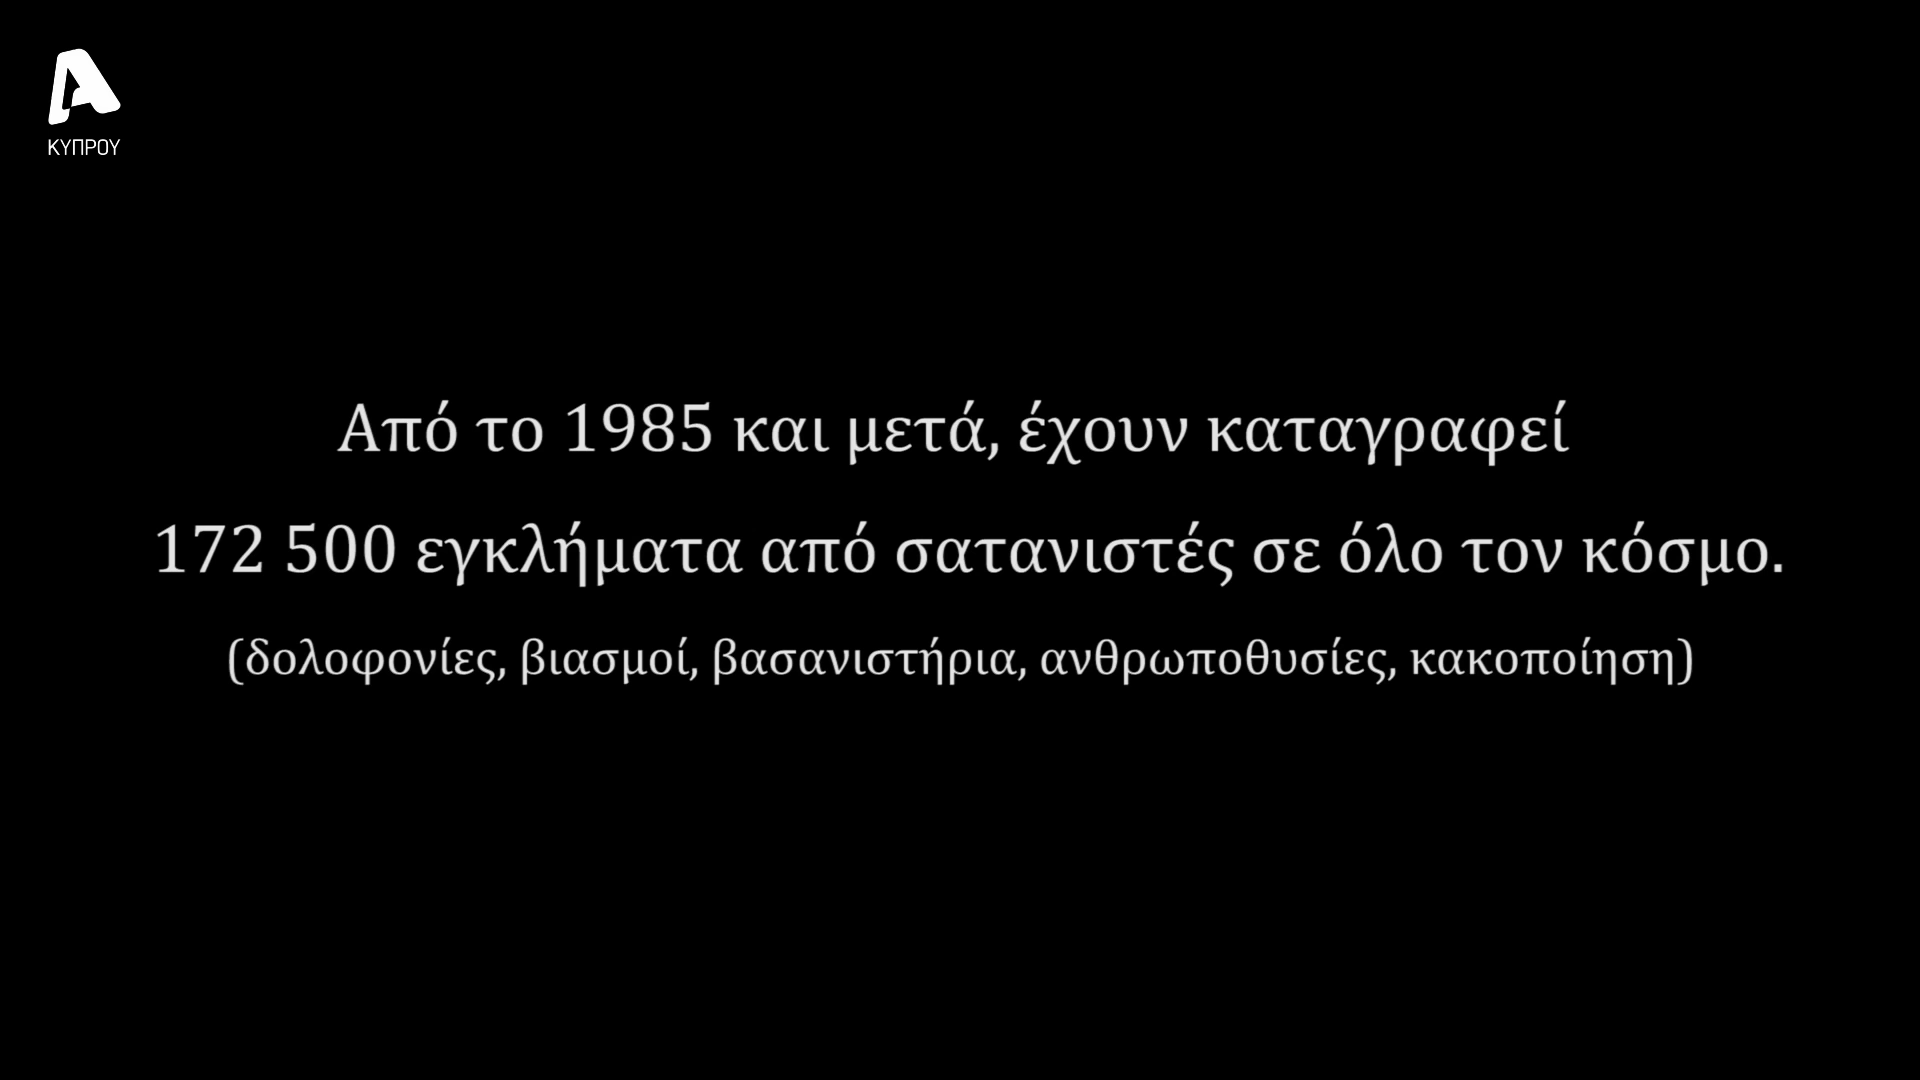 ΚΥΠΡΟΥ
Από το 1985 και μετά, έχουν καταγραφεί
172 500 εγκλήματα από σατανιστές σε όλο τον κόσμο.
(δολοφονίες, βιασμοί, βασανιστήρια, ανθρωποθυσίες, κακοποίηση)